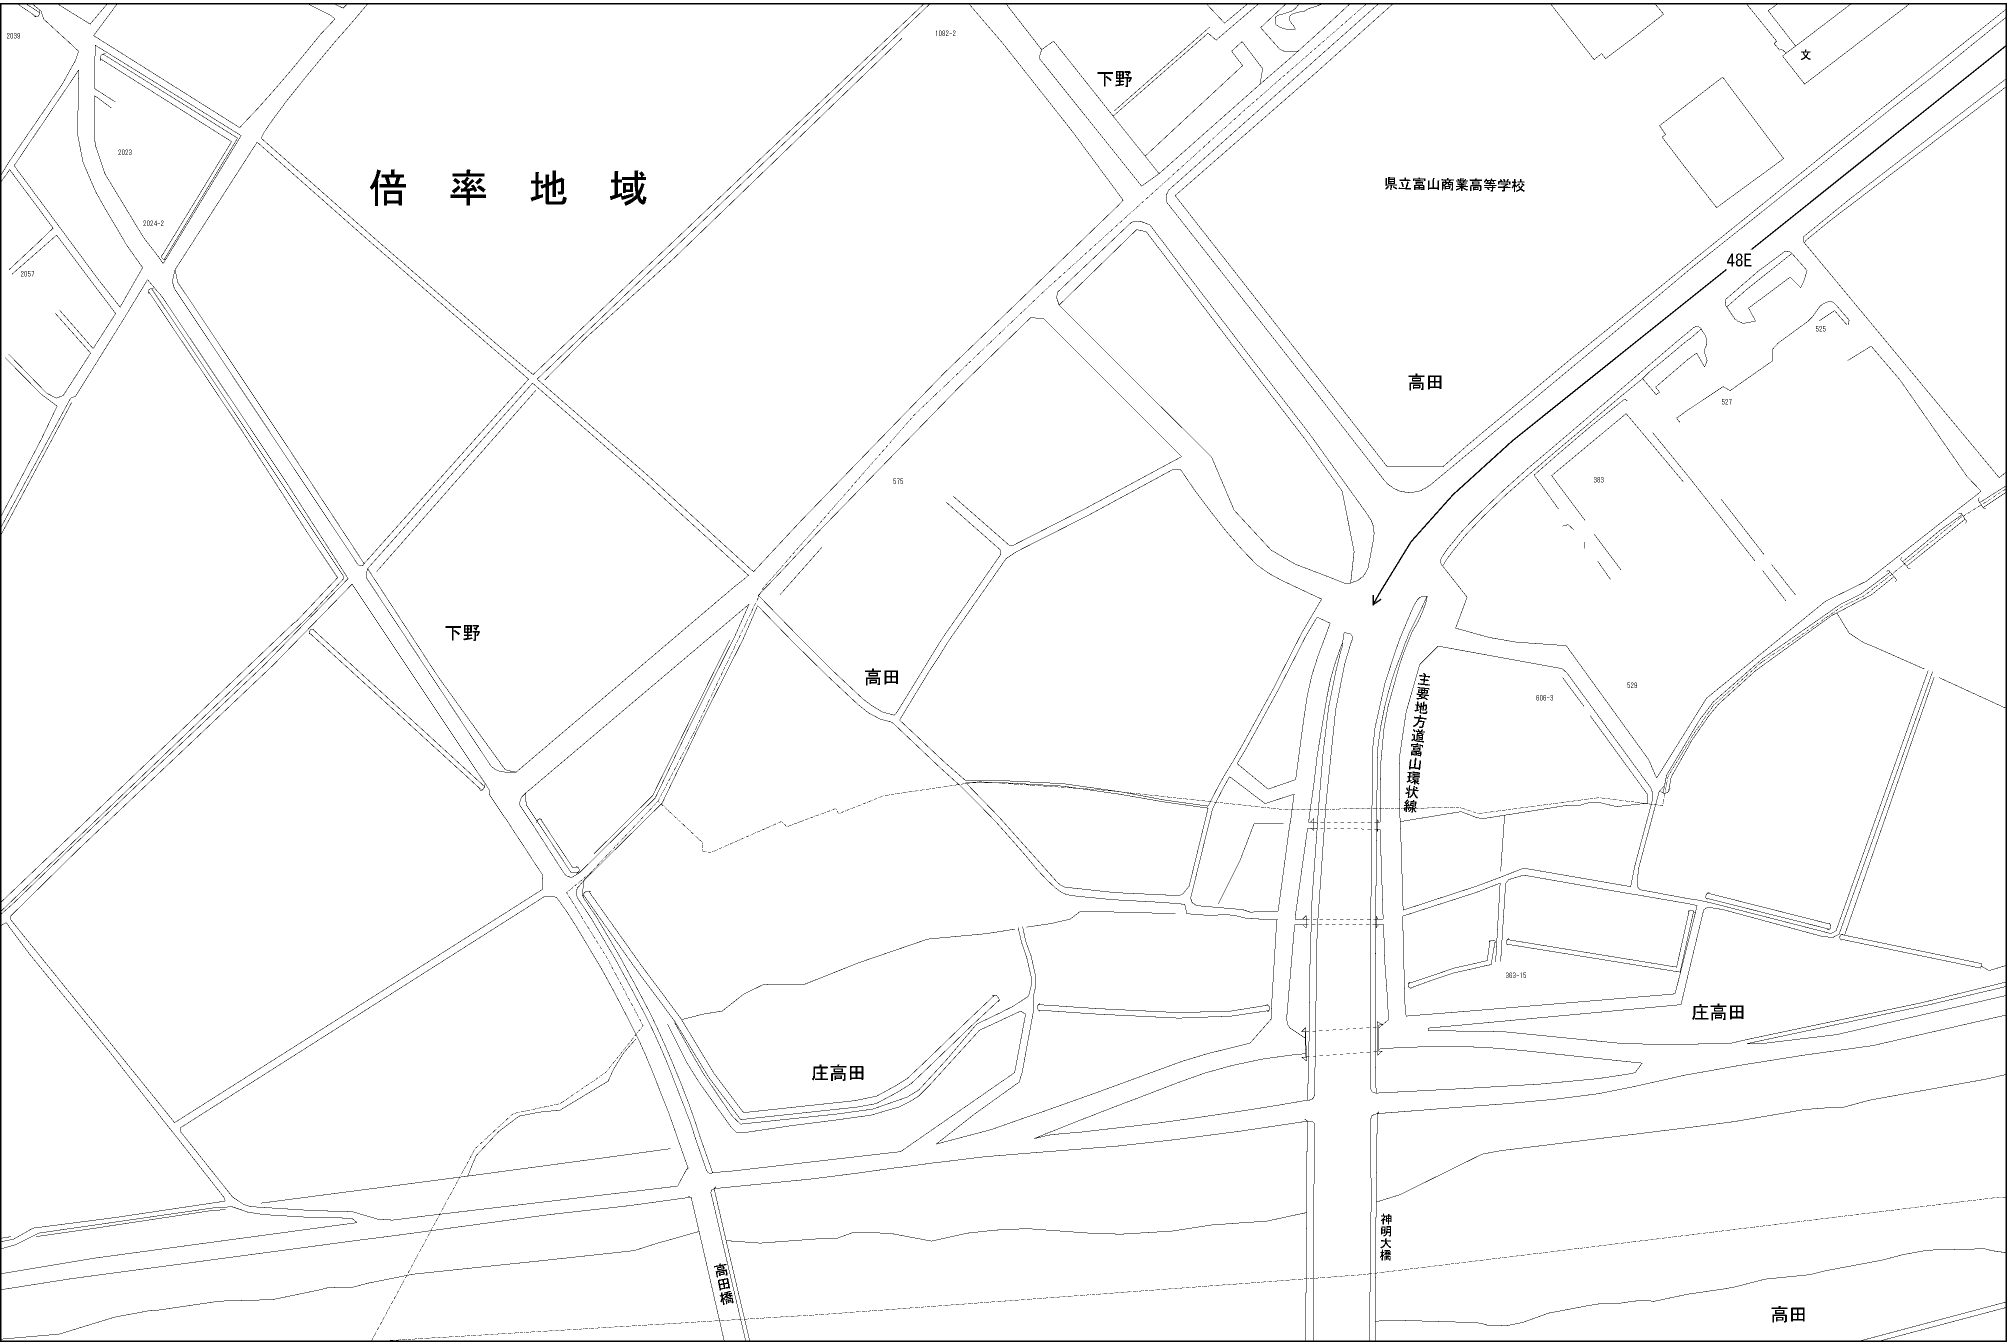 2039
1082-2
下野
文
2023
倍率地域
県立富山商業高等学校
2024-2
48E
2057
525
高田
527
575
383
下野
高田
主要地方道富山環状線
529
606-3
363-15
庄高田
庄高田
神明大橋
高田橋
高田